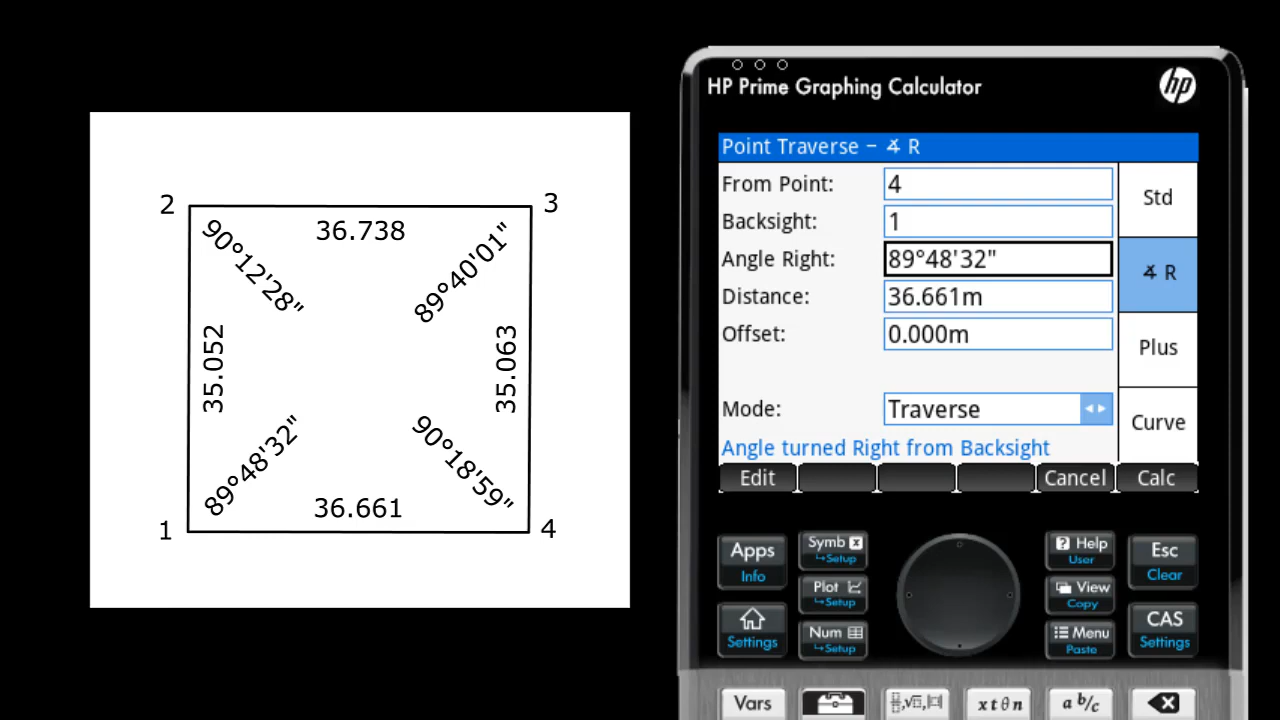 2
3
36.738
90°12'28"
89°40'01"
35.052
35.063
89°48'32"
90°18'59"
36.661
1
4
HP Prime Graphing Calculator
hp
Point Traverse – ∡ R
From Point: 4
Backsight: 1
Angle Right: 89°48'32"
Distance: 36.661m
Offset: 0.000m
Mode: Traverse
Angle turned Right from Backsight
Std
∡ R
Plus
Curve
Edit Cancel Calc
Apps
Info
Symb
↪Setup
Help
User
Esc
Clear
Plot
↪Setup
View
Copy
Settings
Num
↪Setup
Menu
Paste
CAS
Settings
Vars
x t θ n
a b/c